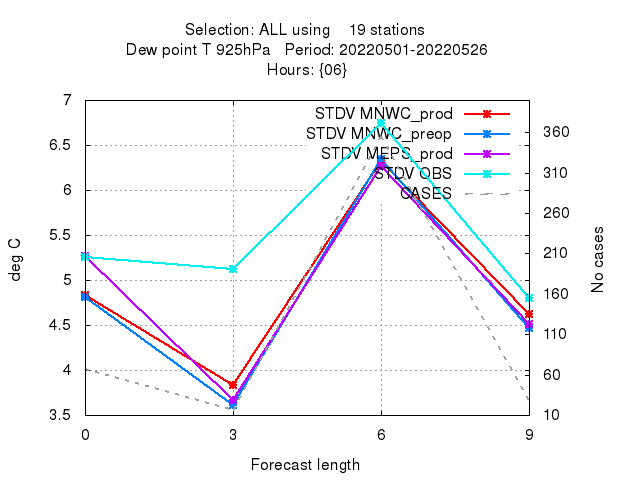 Selection: ALL using 19 stations
Dew point T 925hPa Period: 20220501-20220526
Hours: {06}
STDV MNWC_prod
STDV MNWC_preop
STDV MEPS_prod
STDV OBS
CASES
7
6.5
6
5.5
5
4.5
4
3.5
deg C
360
310
260
210
160
110
60
10
No cases
0 3 6 9
Forecast length